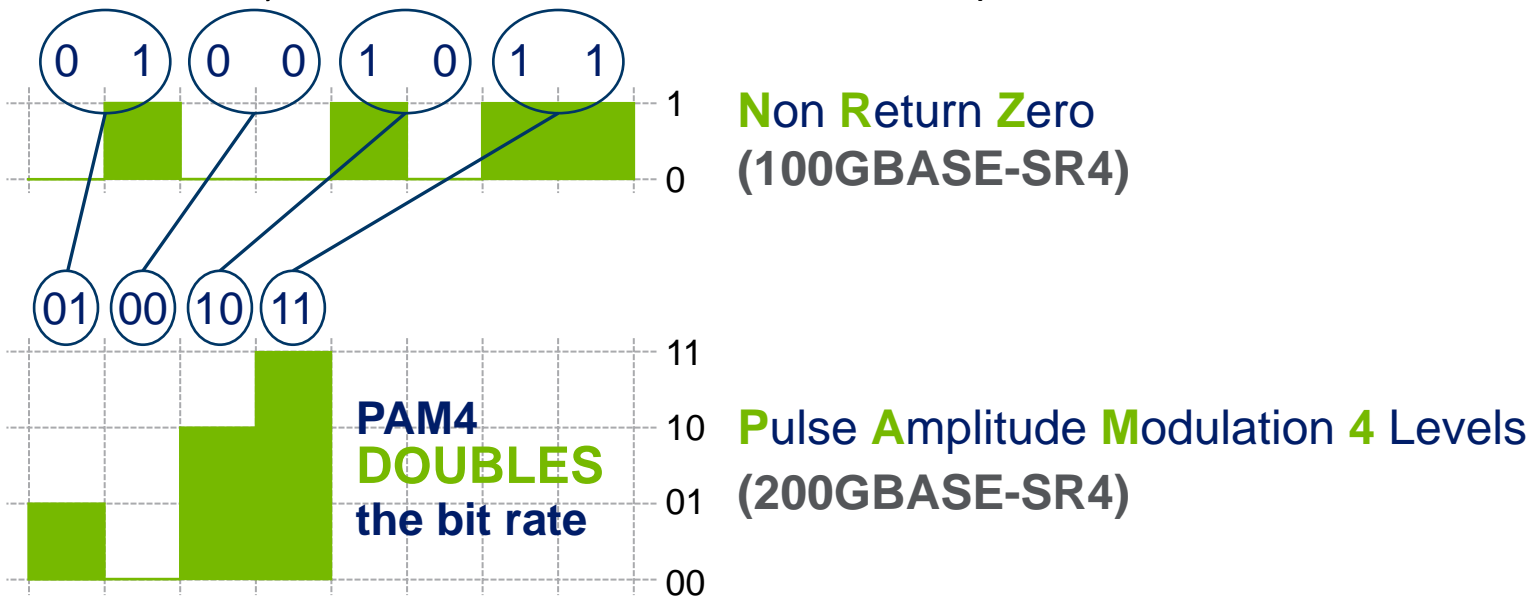 0 1 0 0 1 0 1 1
1
Non Return Zero
(100GBASE-SR4)
0
01 00 10 11
11
PAM4
10
Pulse Amplitude Modulation 4 Levels
DOUBLES
(200GBASE-SR4)
01
the bit rate
00